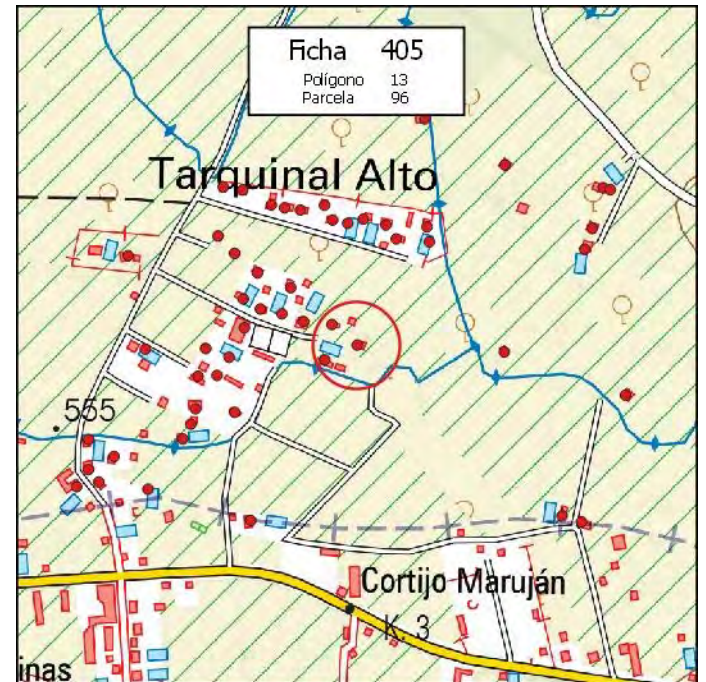 Ficha 405
Polígono 13
Parcela 96
Tarquinal Alto
555
Cortijo Maruján
K. 3
inas